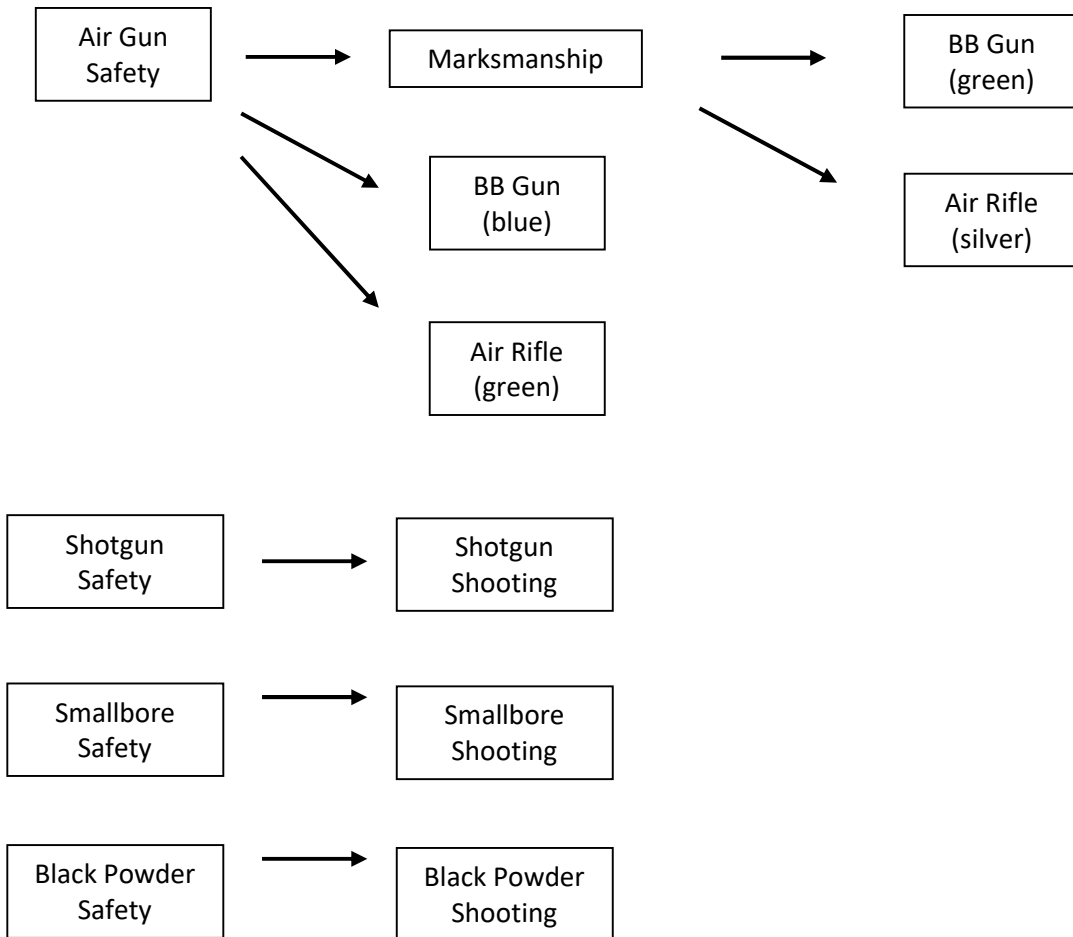 Air Gun
Safety
Marksmanship
BB Gun
(green)
BB Gun
(blue)
Air Rifle
(silver)
Air Rifle
(green)
Shotgun
Safety
Shotgun
Shooting
Smallbore
Safety
Smallbore
Shooting
Black Powder
Safety
Black Powder
Shooting